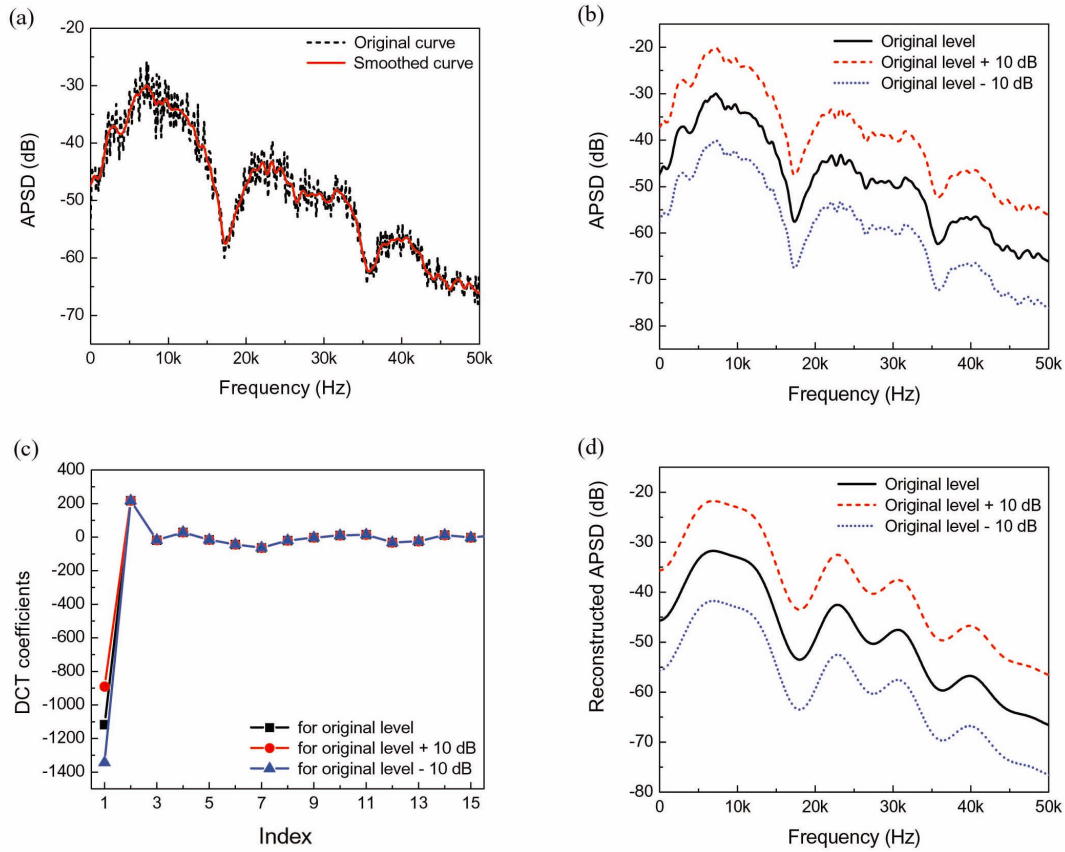 (a)
-20
-30
-40
-50
-60
-70
APSD (dB)
Original curve
Smoothed curve
0
10k
20k
30k
40k
50k
Frequency (Hz)
(b)
-20
-30
-40
-50
-60
-70
-80
APSD (dB)
Original level
Original level + 10 dB
Original level - 10 dB
0
10k
20k
30k
40k
50k
Frequency (Hz)
(c)
400
200
0
-200
-400
-600
-800
-1000
-1200
-1400
DCT coefficients
for original level
for original level + 10 dB
for original level - 10 dB
1
3
5
7
9
11
13
15
Index
(d)
-20
-30
-40
-50
-60
-70
-80
Reconstructed APSD (dB)
Original level
Original level + 10 dB
Original level - 10 dB
0
10k
20k
30k
40k
50k
Frequency (Hz)